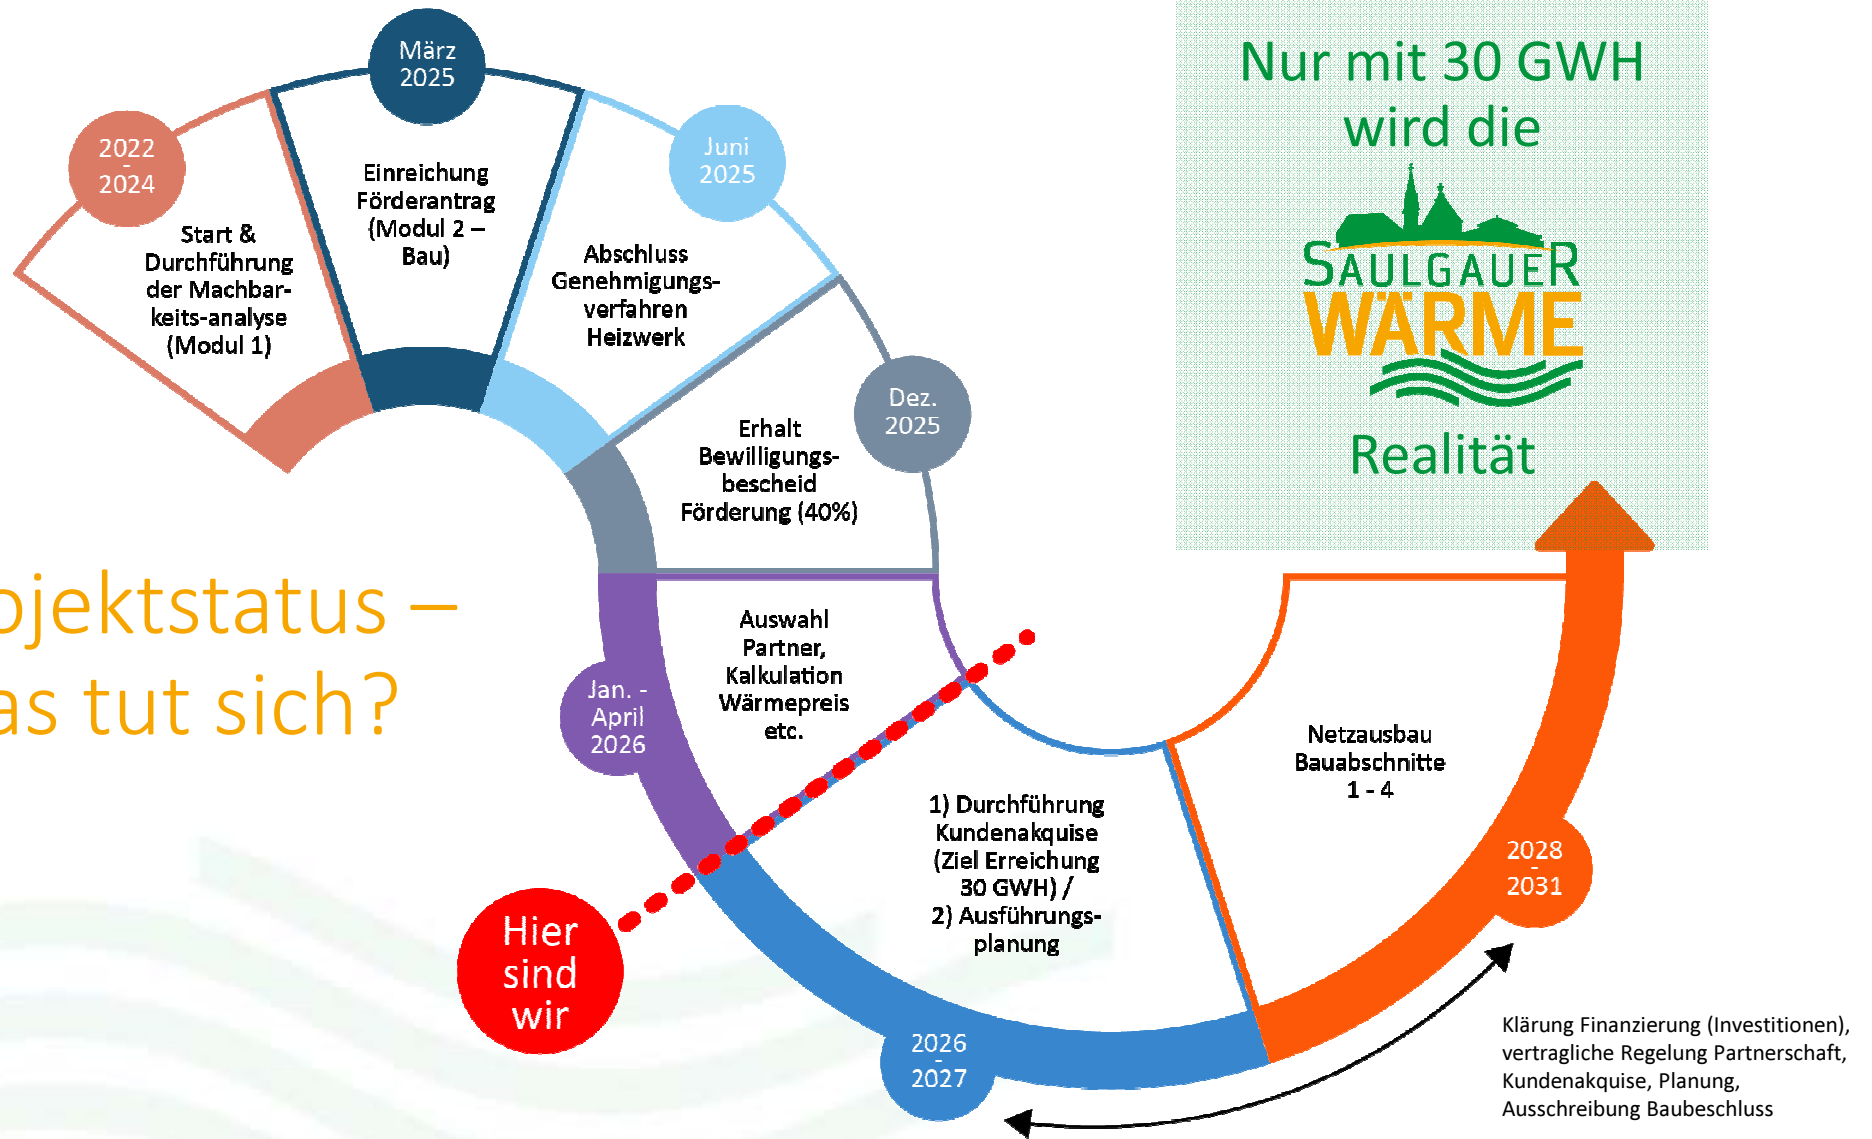 2022
-
2024
Start &
Durchführung
der Machbar-
keits-analyse
(Modul 1)
März
2025
Einreichung
Förderantrag
(Modul 2 –
Bau)
Juni
2025
Abschluss
Genehmigungs-
verfahren
Heizwerk
Dez.
2025
Erhalt
Bewilligungs-
bescheid
Förderung (40%)
Nur mit 30 GWH
wird die
SAULGAUER
WÄRME
Realität
ojektstatus –
as tut sich?
Jan. -
April
2026
Auswahl
Partner,
Kalkulation
Wärmepreis
etc.
Hier
sind
wir
1) Durchführung
Kundenakquise
(Ziel Erreichung
30 GWH) /
2) Ausführungs-
planung
2026
-
2027
Netzausbau
Bauabschnitte
1 - 4
2028
-
2031
Klärung Finanzierung (Investitionen),
vertragliche Regelung Partnerschaft,
Kundenakquise, Planung,
Ausschreibung Baubeschluss